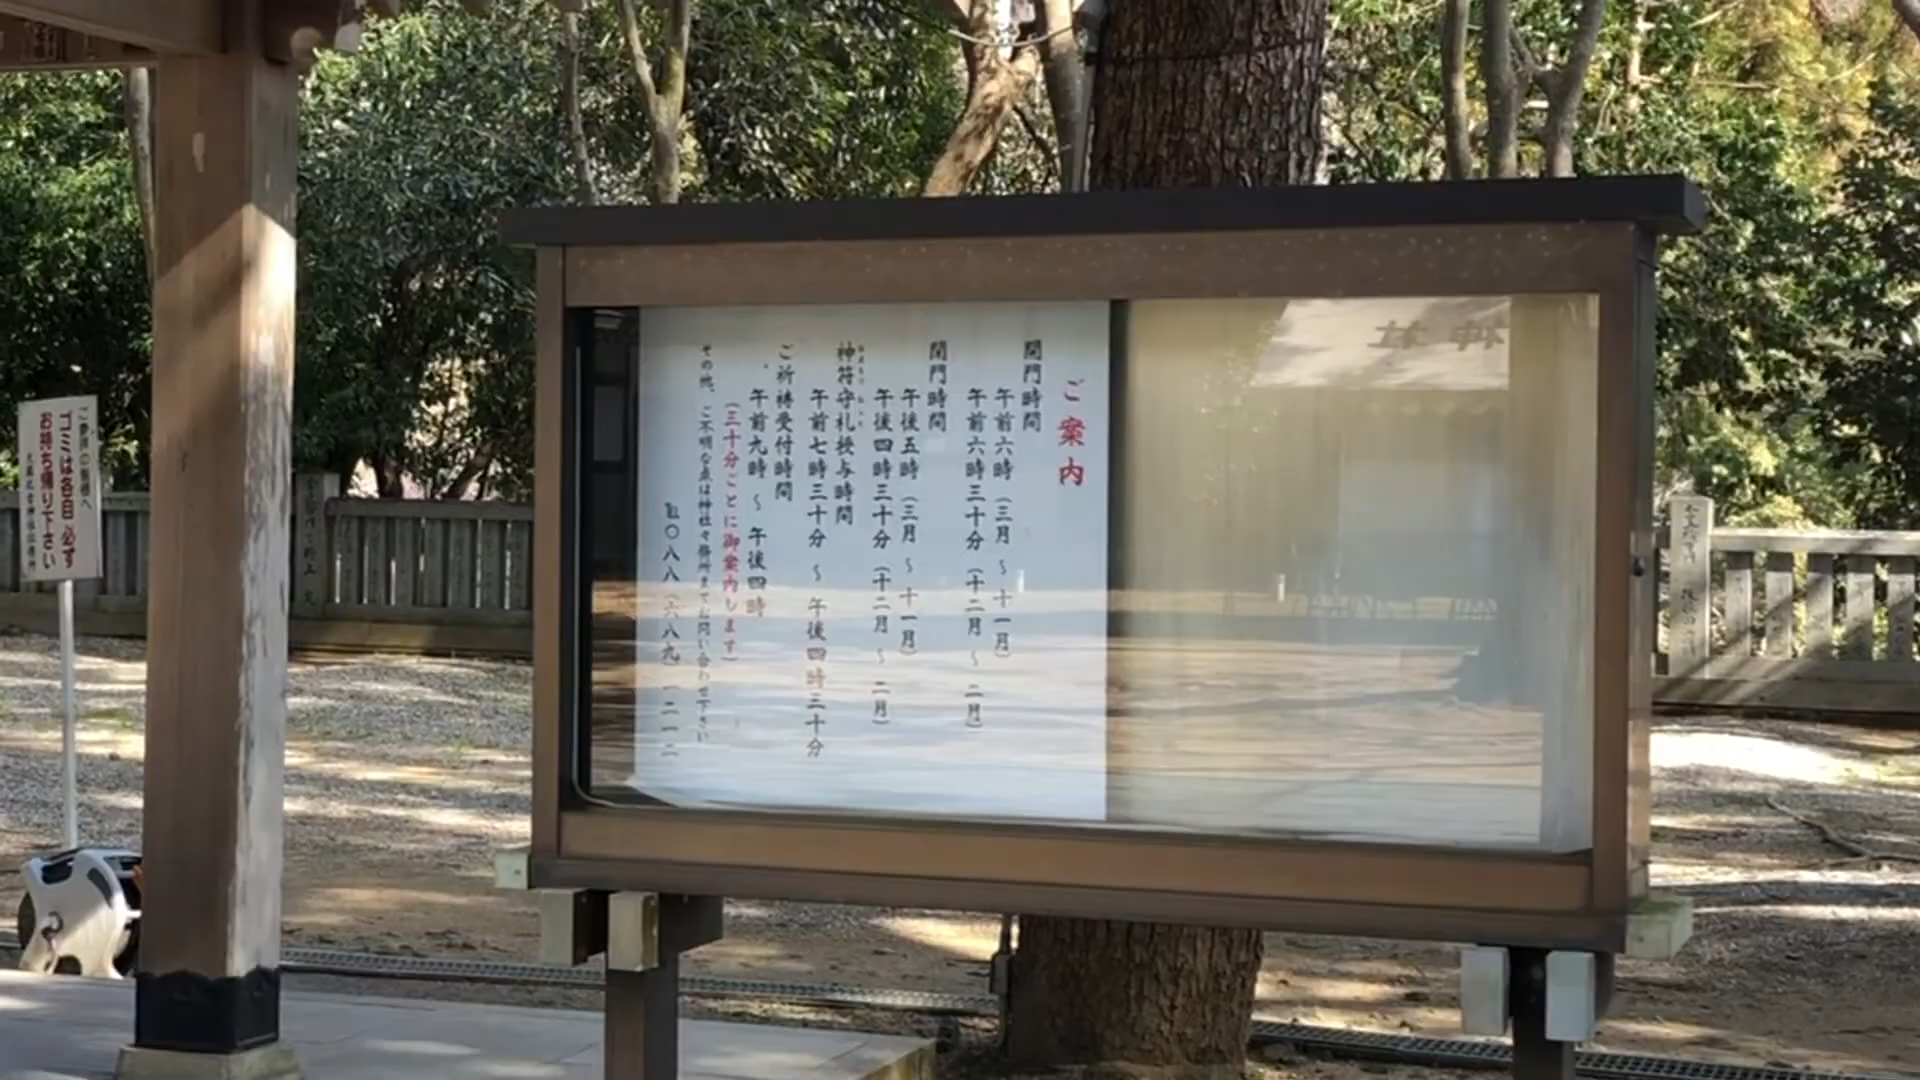 ご案内
開門時間
午前六時（三月～十一月）
午前六時三十分（十二月～二月）
閉門時間
午後五時（三月～十一月）
午後四時三十分（十二月～二月）
神符守札授与時間
午前七時三十分～午後四時三十分
ご祈祷受付時間
午前九時～午後四時
（三十分ごとに御案内します）
その他、ご不明な点は神社々務所までお問い合わせ下さい
℡〇八八（六八九）一二一二
ゴミは各自必ず
お持ち帰り下さい